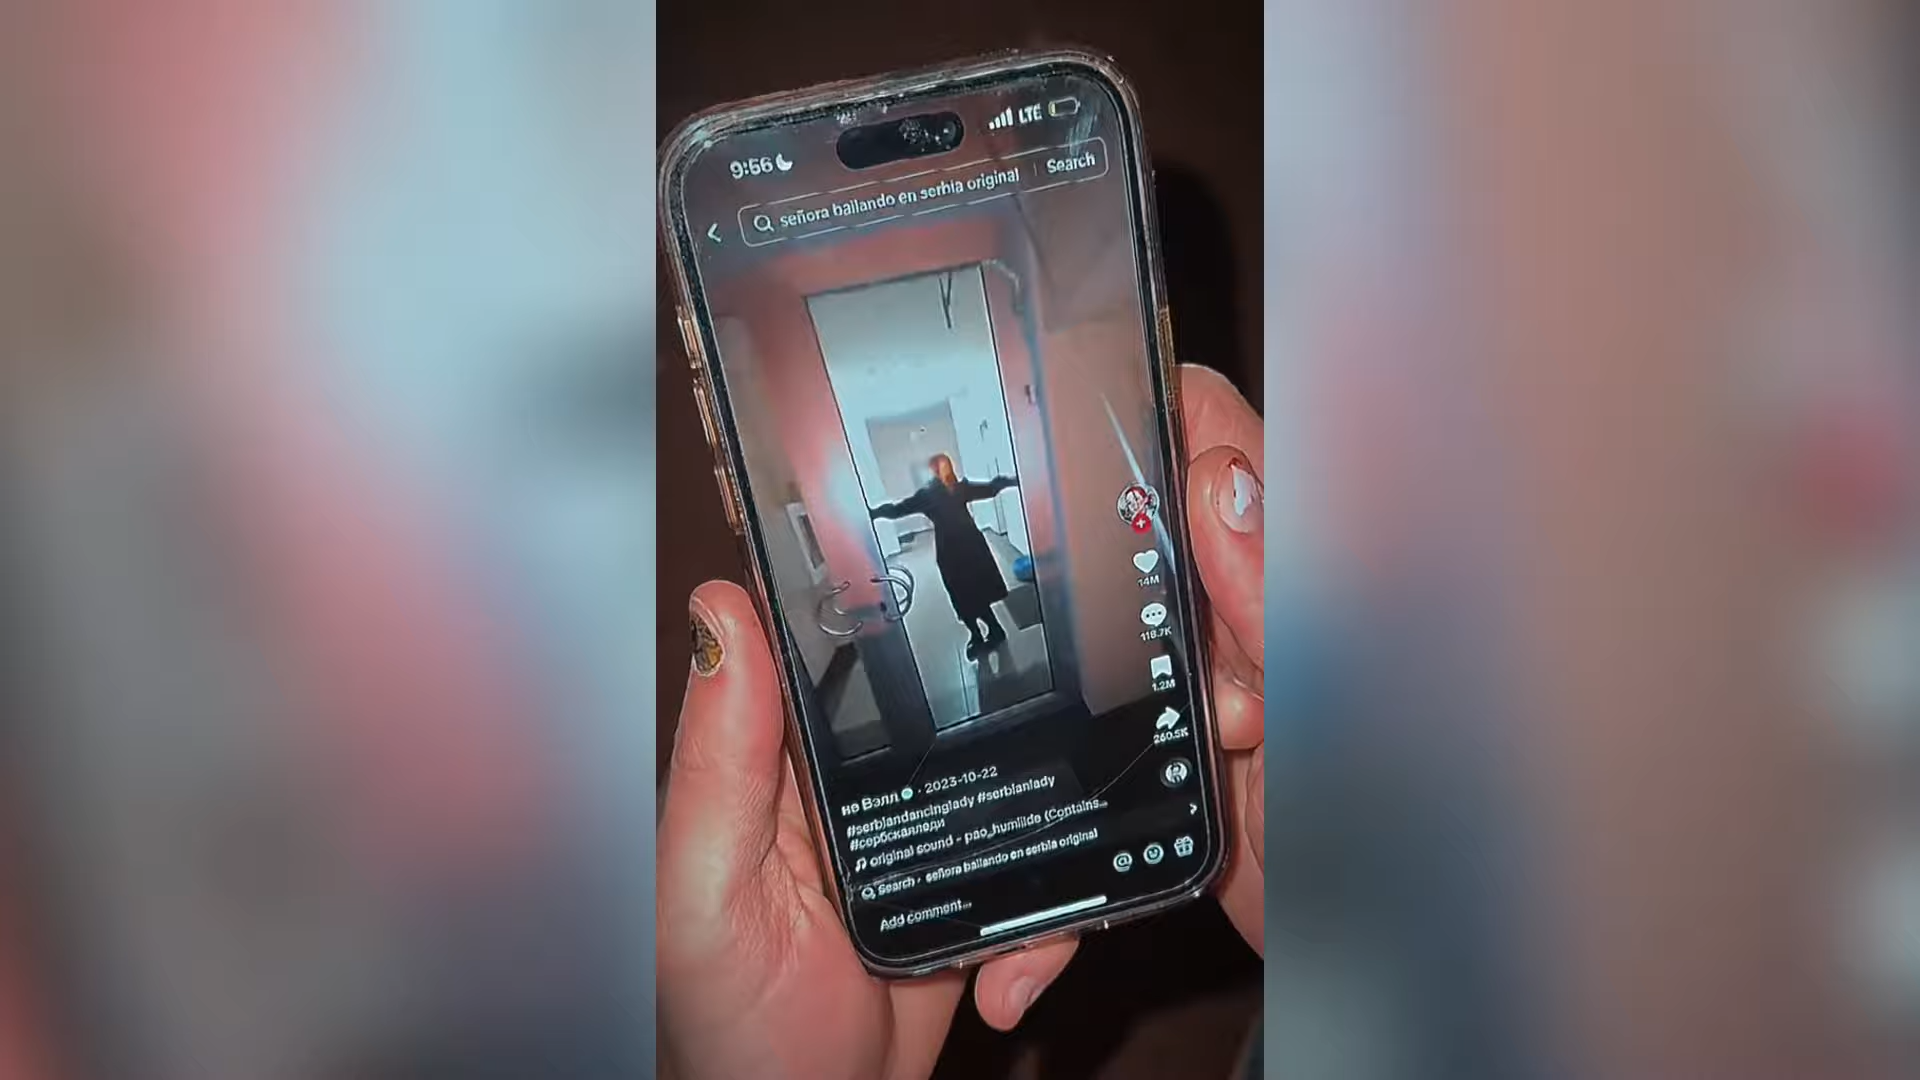 9:56
LTE
señora bailando en serbia original
Search
14M
118.7K
1.2M
260.5K
не Вэлл · 2023-10-22
#serbiandancinglady #serbianlady
#сербскаяледи
original sound - pao_humilde (Contains...
Search · señora bailando en serbia original
Add comment...